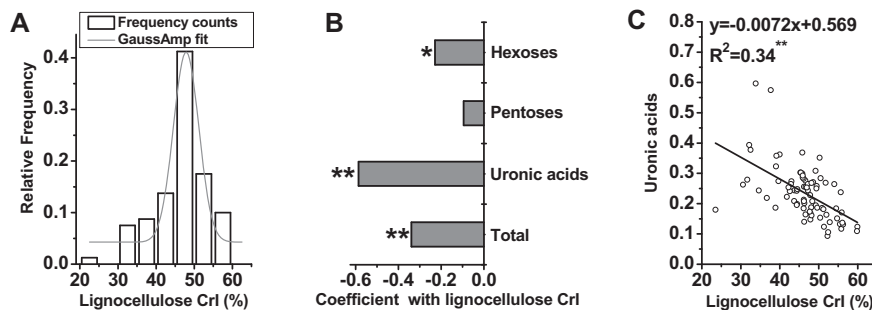 A
Frequency counts
GaussAmp fit
Relative Frequency
0.4
0.3
0.2
0.1
0.0
20 30 40 50 60
Lignocellulose CrI (%)
B
* Hexoses
Pentoses
** Uronic acids
** Total
-0.6 -0.4 -0.2 0.0
Coefficient with lignocellulose CrI
C
y=-0.0072x+0.569
R²=0.34**
Uronic acids
0.8
0.7
0.6
0.5
0.4
0.3
0.2
0.1
0.0
20 30 40 50 60
Lignocellulose CrI (%)